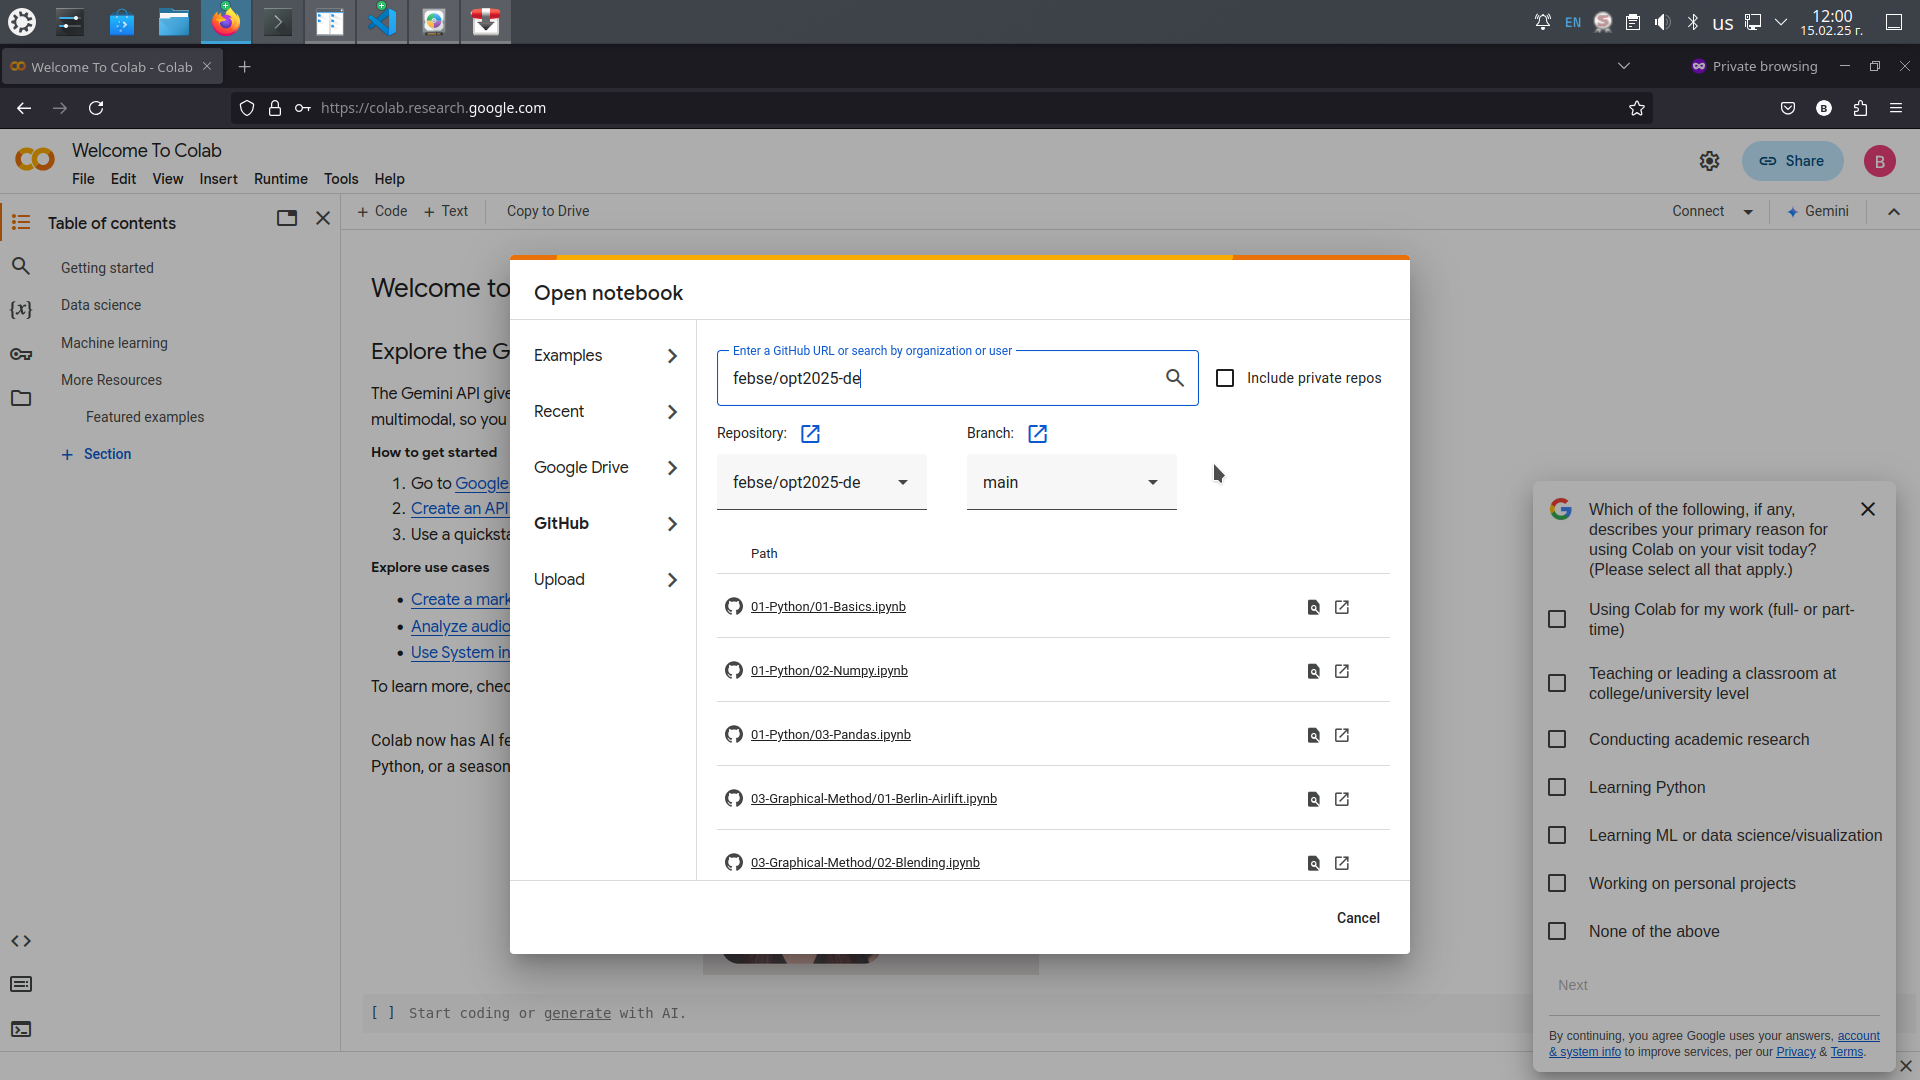 EN
us
12:00
15.02.25 г.
Welcome To Colab - Colab
Private browsing
https://colab.research.google.com
B
Welcome To Colab
File Edit View Insert Runtime Tools Help
Share
B
Table of contents
+ Code + Text Copy to Drive
Connect
Gemini
Getting started
Data science
Machine learning
More Resources
Featured examples
+ Section
Welcome to
Explore the G
The Gemini API give
multimodal, so you
How to get started
1. Go to Google
2. Create an API
3. Use a quicksta
Explore use cases
• Create a mark
• Analyze audio
• Use System in
To learn more, chec
Colab now has AI fe
Python, or a season
[ ] Start coding or generate with AI.
Open notebook
Examples
Recent
Google Drive
GitHub
Upload
Enter a GitHub URL or search by organization or user
febse/opt2025-de
Include private repos
Repository:
Branch:
febse/opt2025-de
main
Path
01-Python/01-Basics.ipynb
01-Python/02-Numpy.ipynb
01-Python/03-Pandas.ipynb
03-Graphical-Method/01-Berlin-Airlift.ipynb
03-Graphical-Method/02-Blending.ipynb
Cancel
Which of the following, if any,
describes your primary reason for
using Colab on your visit today?
(Please select all that apply.)
Using Colab for my work (full- or part-
time)
Teaching or leading a classroom at
college/university level
Conducting academic research
Learning Python
Learning ML or data science/visualization
Working on personal projects
None of the above
Next
By continuing, you agree Google uses your answers, account
& system info to improve services, per our Privacy & Terms.